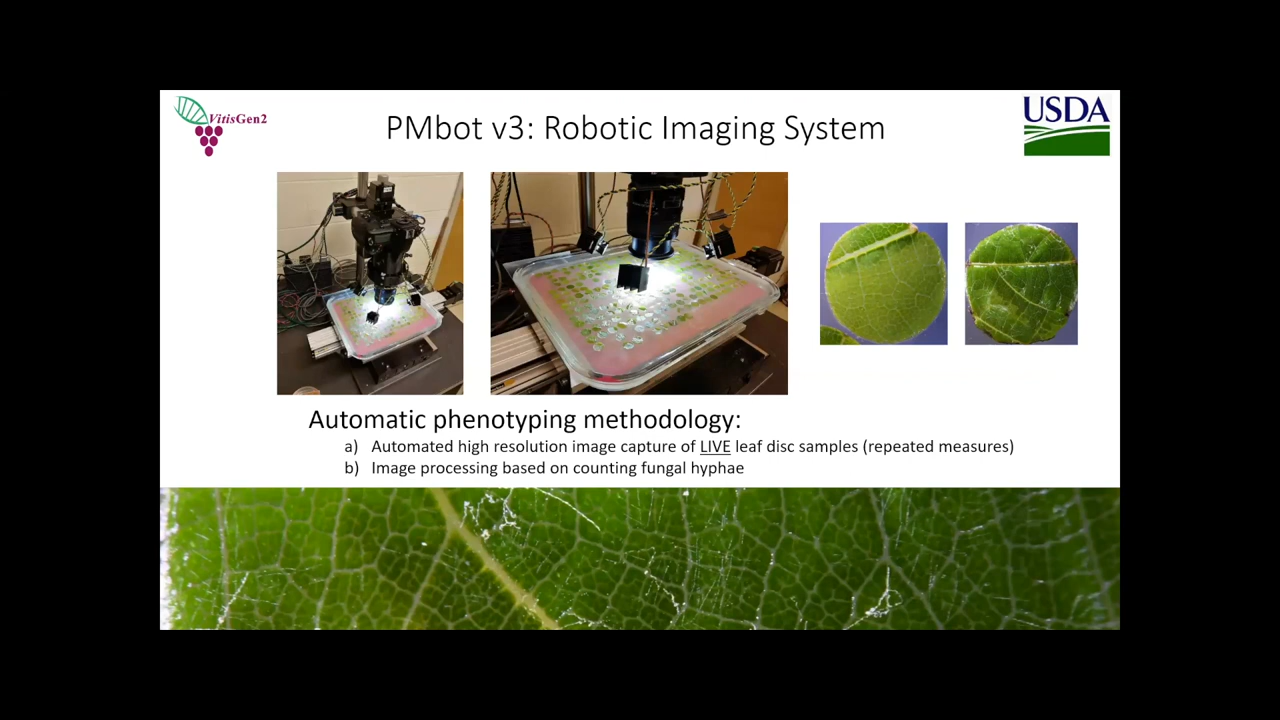 VitisGen2
PMbot v3: Robotic Imaging System
USDA
Automatic phenotyping methodology:
a) Automated high resolution image capture of LIVE leaf disc samples (repeated measures)
b) Image processing based on counting fungal hyphae